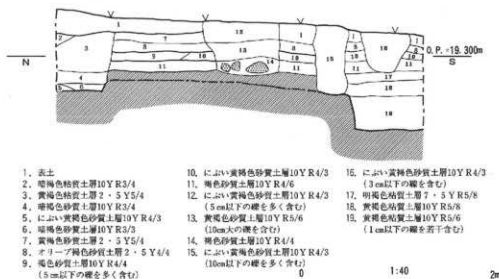 N
O.P.=19.300m
S
1. 表土
2. 暗褐色粘質土層10YR3/4
3. 黄褐色粘質土層2.5Y5/4
4. 暗褐色砂質土層10YR3/4
5. にぶい黄褐色砂質土層10YR4/3
6. 暗褐色砂質土層10YR3/3
7. 黄褐色砂質土層2.5Y5/4
8. オリーブ褐色砂質土層2.5Y4/4
9. 褐色砂質土層10YR4/4
(5cm以下の礫を多く含む)
10. にぶい黄褐色砂質土層10YR4/3
11. 褐色砂質土層10YR4/6
12. にぶい黄褐色砂質土層10YR4/3
(5cm以下の礫を多く含む)
13. 黄褐色砂質土層10YR5/6
(10cm大の礫を含む)
14. 褐色砂質土層10YR4/4
15. にぶい黄褐色砂質土層10YR4/3
(10cm以下の礫を多く含む)
16. にぶい黄褐色砂質土層10YR4/3
(3cm以下の礫を含む)
17. 明褐色粘質土層7.5YR5/8
18. 黄褐色粘質土層10YR5/8
19. 黄褐色粘質土層10YR5/6
(1cm以下の礫を若干含む)
0 1:40 2m